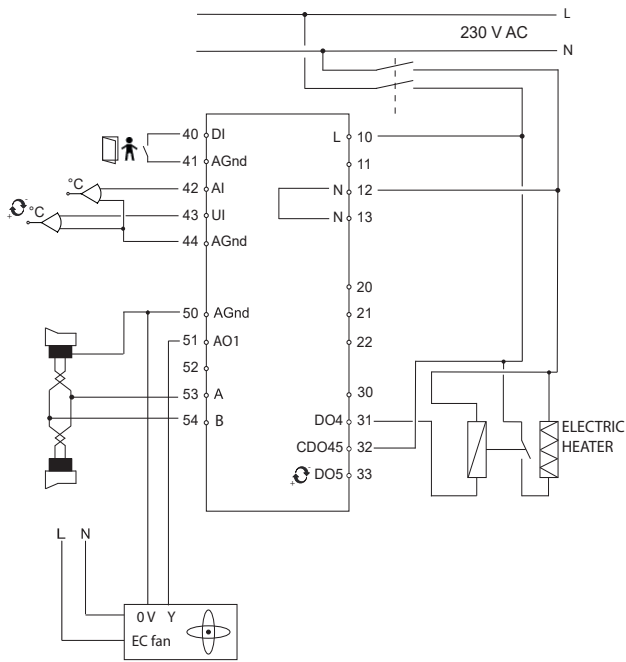 L
230 V AC
N
40 DI
L 10
41 AGnd
11
°C
42 AI
N 12
°C
43 UI
N 13
44 AGnd
20
50 AGnd
21
51 AO1
22
52
53 A
30
54 B
DO4 31
ELECTRIC
HEATER
CDO45 32
DO5 33
L N
0 V Y
EC fan